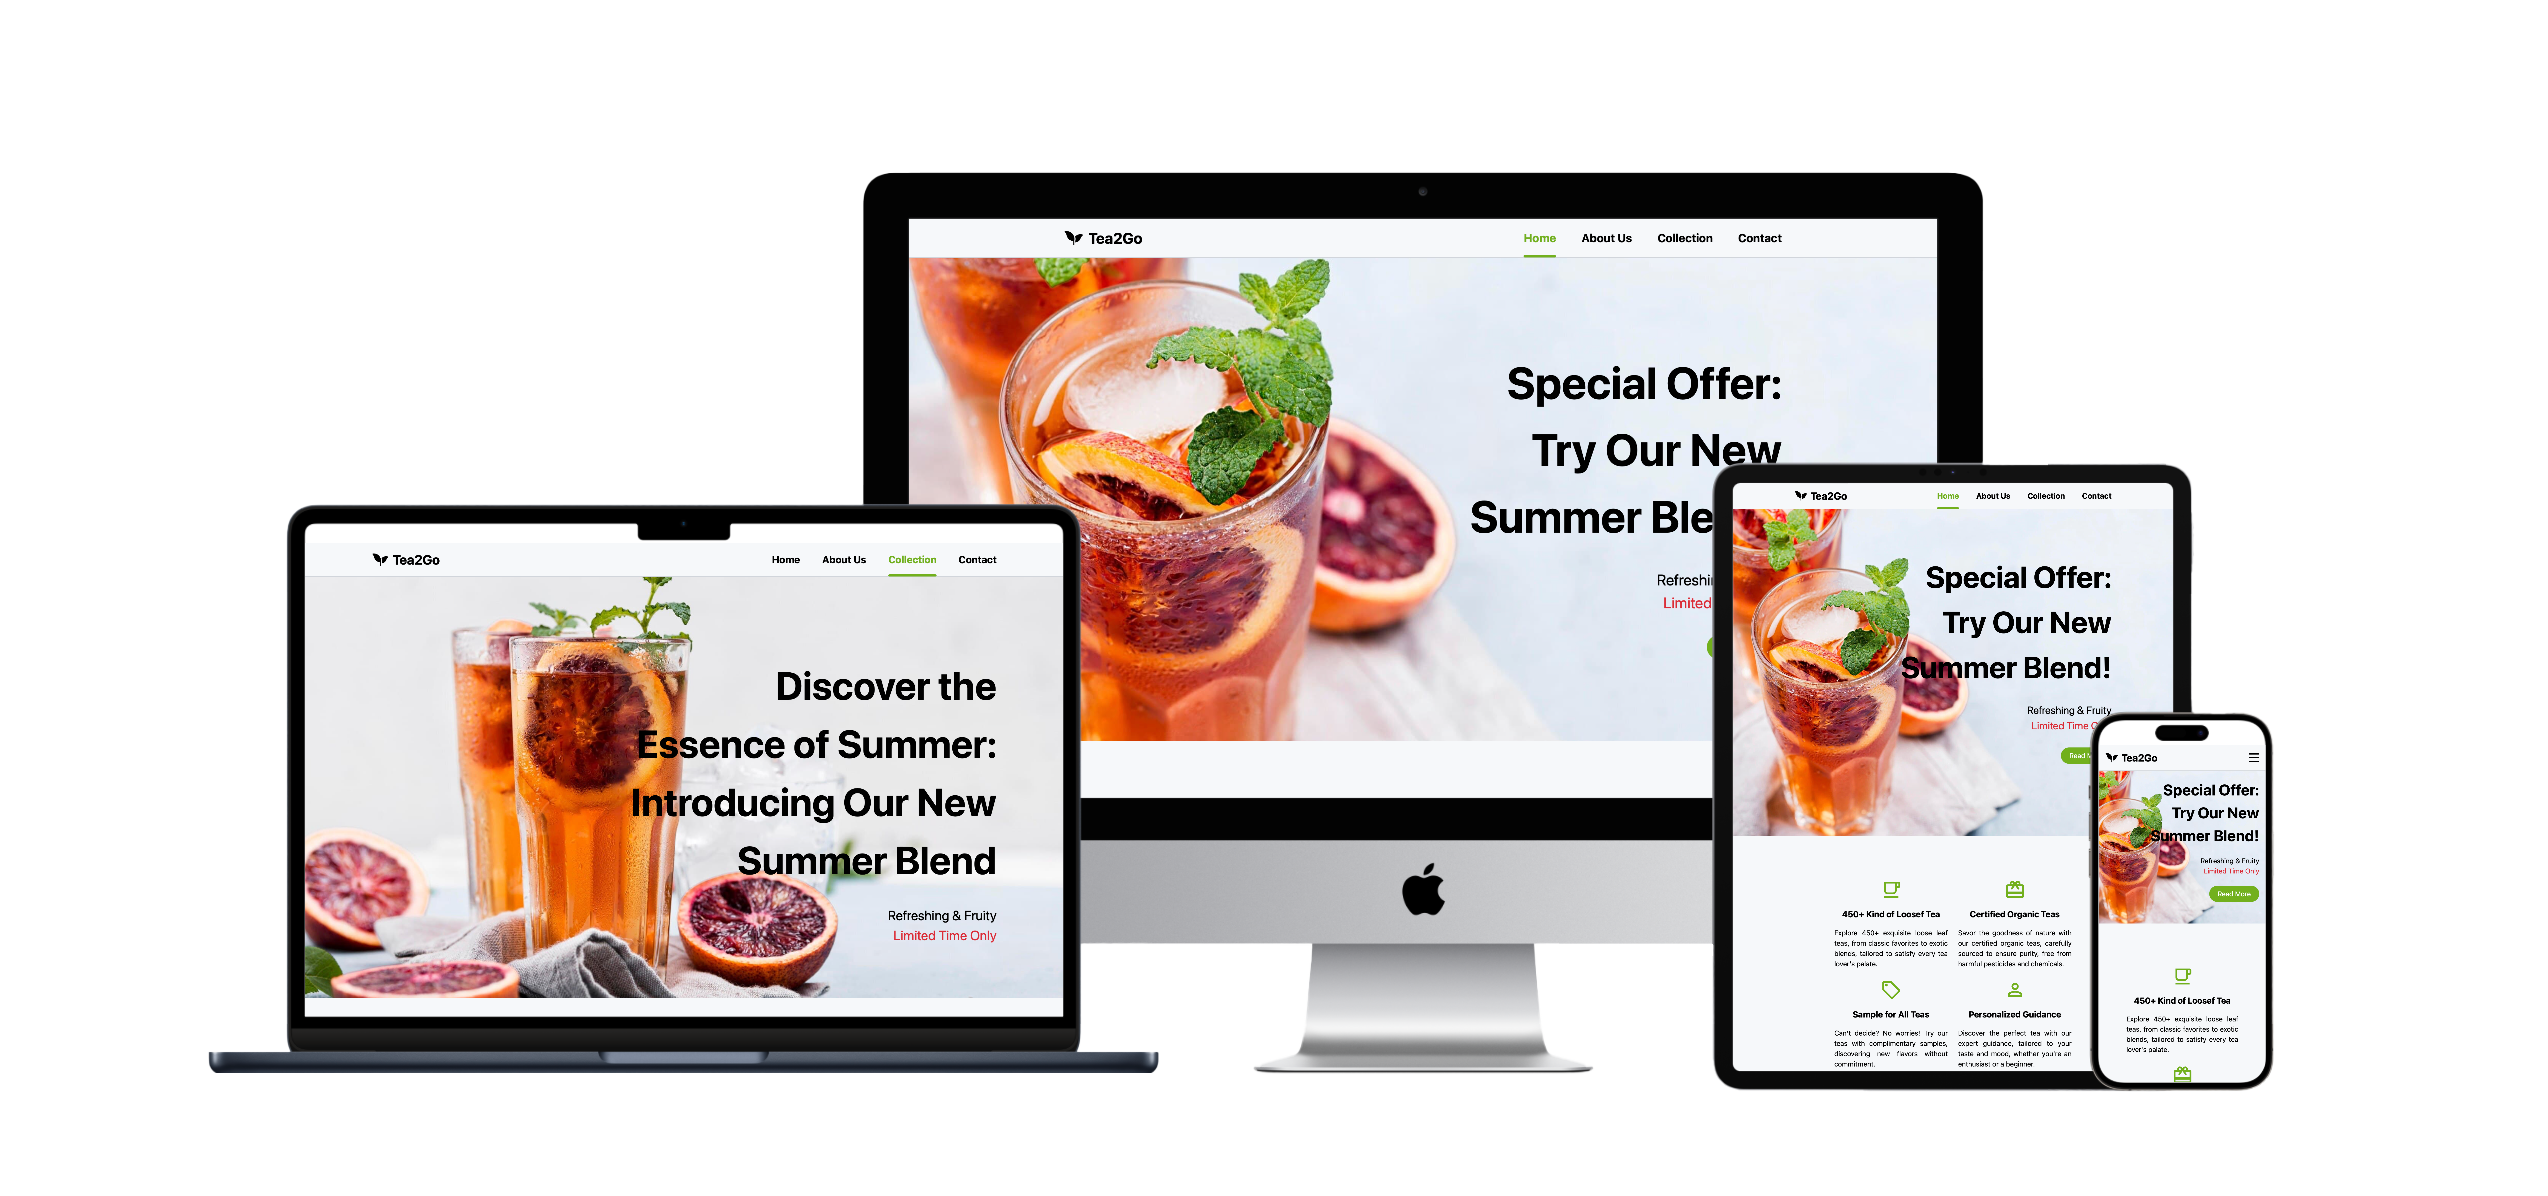 Tea2Go
Home About Us Collection Contact
Special Offer:
Try Our New
Summer
Limited
Tea2Go
Home About Us Collection Contact
Discover the
Essence of Summer:
Introducing Our New
Summer Blend
Refreshing & Fruity
Limited Time Only
Tea2Go
Home About Us Collection Contact
Special Offer:
Try Our New
Summer Blend!
Refreshing & Fruity
Limited Time
Read
450+ Kind of Loosef Tea
Explore 450+ exquisite loose leaf
teas, from classic favorites to exotic
blends, tailored to satisfy every tea
lover's palate.
Certified Organic Teas
Savor the goodness of nature with
our certified organic teas, carefully
sourced to ensure purity, free from
harmful pesticides and chemicals.
Sample for All Teas
Can't decide? No worries! Try our
teas with complimentary samples,
discovering new flavors without
commitment.
Personalized Guidance
Discover the perfect tea with our
expert guidance, tailored to your
taste and mood, whether you're an
enthusiast or a beginner
Tea2Go
Special Offer:
Try Our New
Summer Blend!
Refreshing & Fruity
Limited Time Only
Read More
450+ Kind of Loosef Tea
Explore 450+ exquisite loose leaf
teas, from classic favorites to exotic
blends, tailored to satisfy every tea
lover's palate.